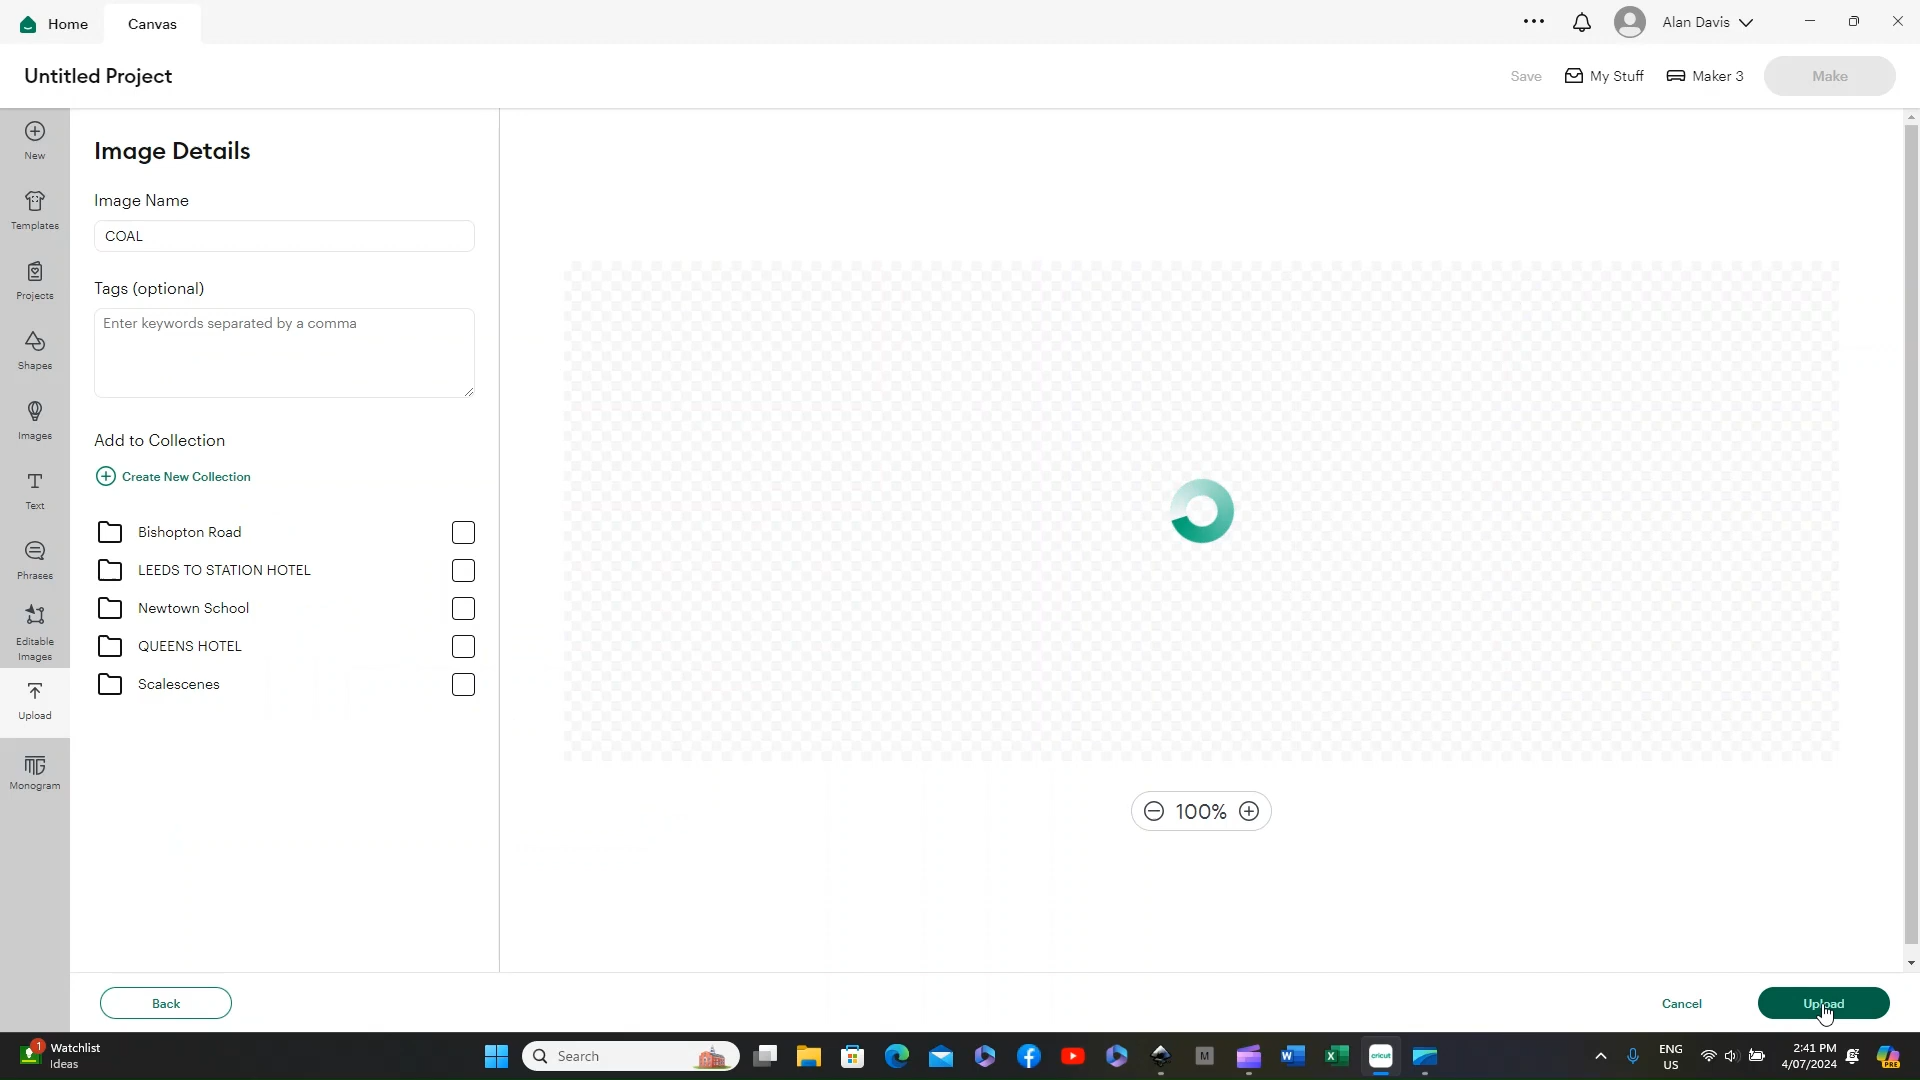 Home
Canvas
Alan Davis
Untitled Project
Save
My Stuff
Maker 3
Make
New
Templates
Projects
Shapes
Images
Text
Phrases
Editable
Images
Upload
Monogram
Image Details
Image Name
COAL
Tags (optional)
Enter keywords separated by a comma
Add to Collection
Create New Collection
Bishopton Road
LEEDS TO STATION HOTEL
Newtown School
QUEENS HOTEL
Scalescenes
100%
Back
Cancel
Upload
1
Watchlist
Ideas
Search
M
cricut
ENG
US
2:41 PM
4/07/2024
PRE